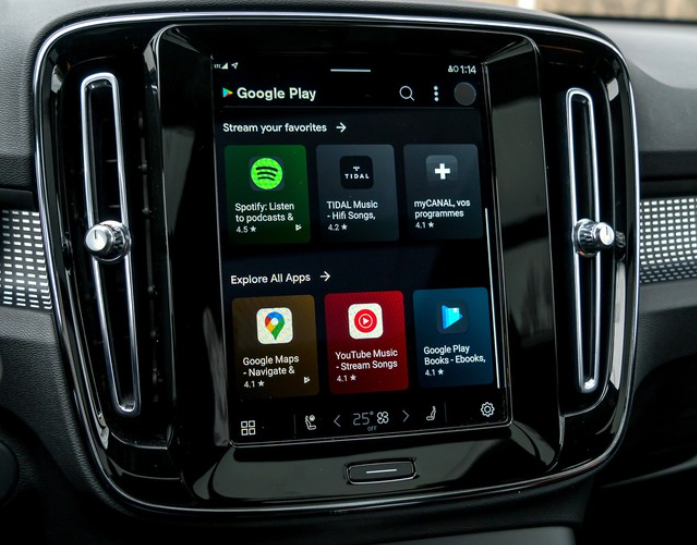 LTE 1:14
Google Play
Stream your favorites
TIDAL
Spotify: Listen
to podcasts &
4.5 ★
TIDAL Music
- Hifi Songs,
4.2 ★
myCANAL, vos
programmes
4.1 ★
Explore All Apps
Google Maps
- Navigate &
4.1 ★
YouTube Music
- Stream Songs
4.1 ★
Google Play
Books - Ebooks,
4.1 ★
25°
OFF